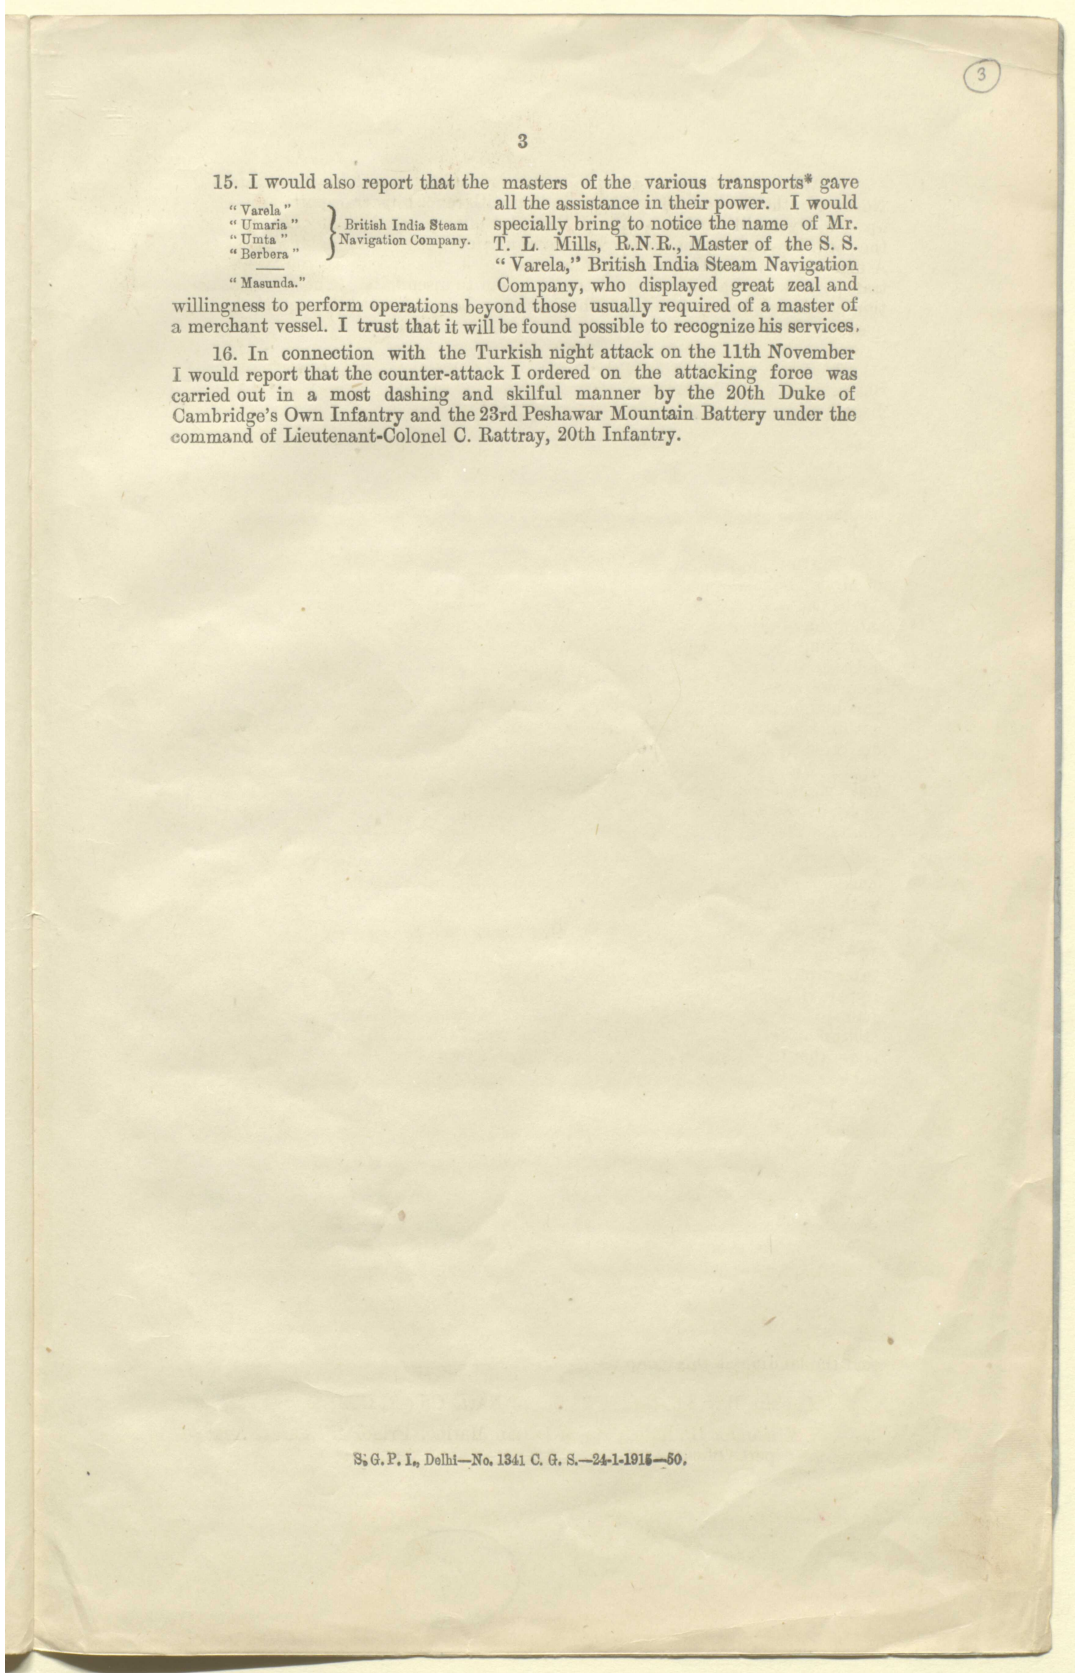 3
3
15. I would also report that the masters of the various transports* gave
all the assistance in their power. I would
specially bring to notice the name of Mr.
T. L. Mills, R.N.R., Master of the S. S.
“Varela,” British India Steam Navigation
Company, who displayed great zeal and
“Varela”
“Umaria”
“Umta”
“Berbera”
British India Steam
Navigation Company.
“Masunda.”
willingness to perform operations beyond those usually required of a master of
a merchant vessel. I trust that it will be found possible to recognize his services.
16. In connection with the Turkish night attack on the 11th November
I would report that the counter-attack I ordered on the attacking force was
carried out in a most dashing and skilful manner by the 20th Duke of
Cambridge's Own Infantry and the 23rd Peshawar Mountain Battery under the
command of Lieutenant-Colonel C. Rattray, 20th Infantry.
S. G. P. I., Delhi—No. 1341 C. G. S.—24-1-1915—50.